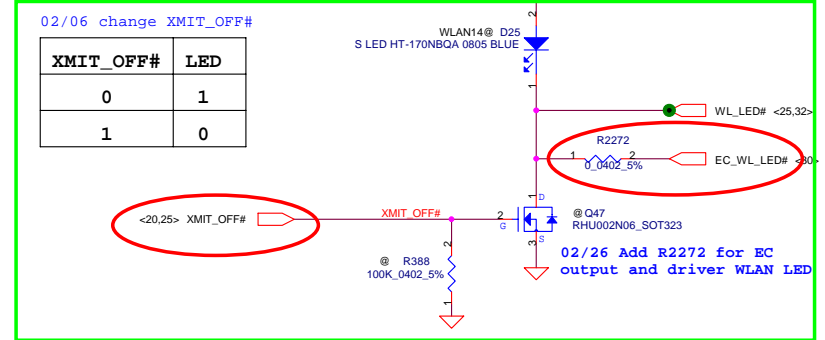 02/06 change XMIT_OFF#
XMIT_OFF# LED
0 1
1 0
2
WLAN14@ D25
S LED HT-170NBQA 0805 BLUE
1
WL_LED# <25,32>
R2272
1 2
0_0402_5%
EC_WL_LED# <30>
<20,25> XMIT_OFF#
XMIT_OFF#
2
G
1
D
S
3
@ Q47
RHU002N06_SOT323
2
@ R388
100K_0402_5%
1
02/26 Add R2272 for EC
output and driver WLAN LED